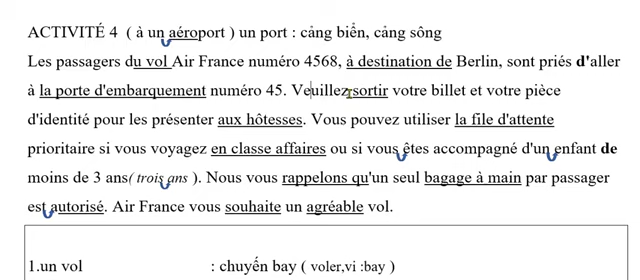 ACTIVITÉ 4 ( à un aéroport ) un port : cảng biển, cảng sông
Les passagers du vol Air France numéro 4568, à destination de Berlin, sont priés d'aller
à la porte d'embarquement numéro 45. Veuillez sortir votre billet et votre pièce
d'identité pour les présenter aux hôtesses. Vous pouvez utiliser la file d'attente
prioritaire si vous voyagez en classe affaires ou si vous êtes accompagné d'un enfant de
moins de 3 ans( trois ans ). Nous vous rappelons qu'un seul bagage à main par passager
est autorisé. Air France vous souhaite un agréable vol.
1.un vol : chuyến bay ( voler,vi :bay )